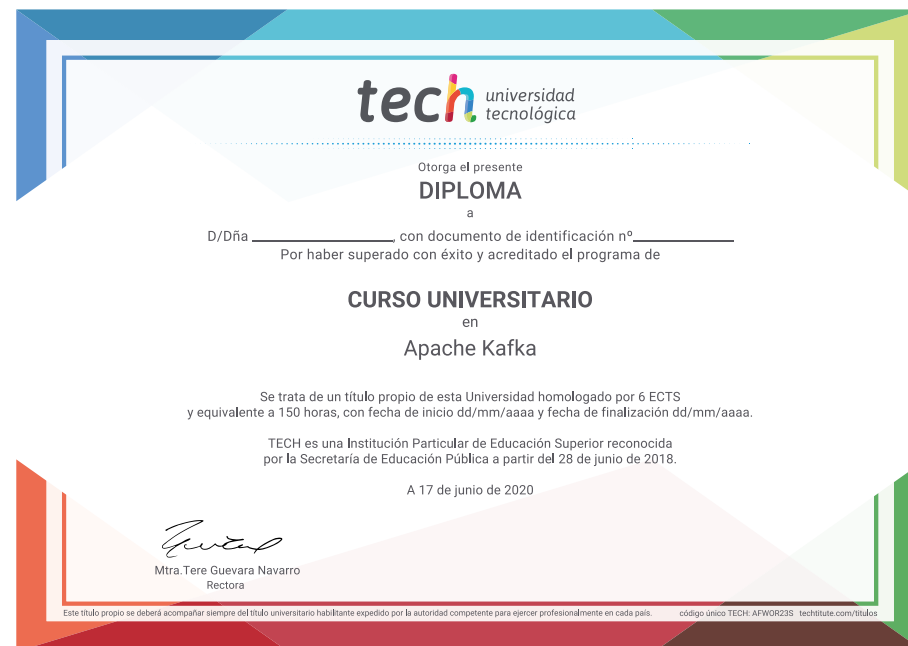 tech universidad
tecnológica
Otorga el presente
DIPLOMA
a
D/Dña ____________________, con documento de identificación nº______________
Por haber superado con éxito y acreditado el programa de
CURSO UNIVERSITARIO
en
Apache Kafka
Se trata de un título propio de esta Universidad homologado por 6 ECTS
y equivalente a 150 horas, con fecha de inicio dd/mm/aaaa y fecha de finalización dd/mm/aaaa.
TECH es una Institución Particular de Educación Superior reconocida
por la Secretaría de Educación Pública a partir del 28 de junio de 2018.
A 17 de junio de 2020
Mtra.Tere Guevara Navarro
Rectora
Este título propio se deberá acompañar siempre del título universitario habilitante expedido por la autoridad competente para ejercer profesionalmente en cada país. código único TECH: AFWOR23S techtitute.com/titulos